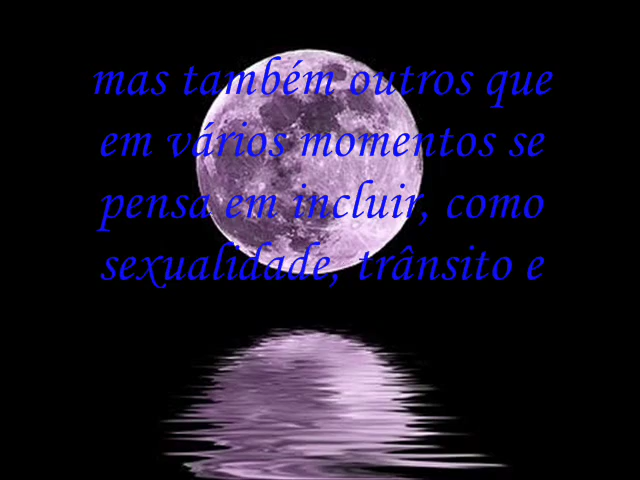 mas também outros que
em vários momentos se
pensa em incluir, como
sexualidade, trânsito e